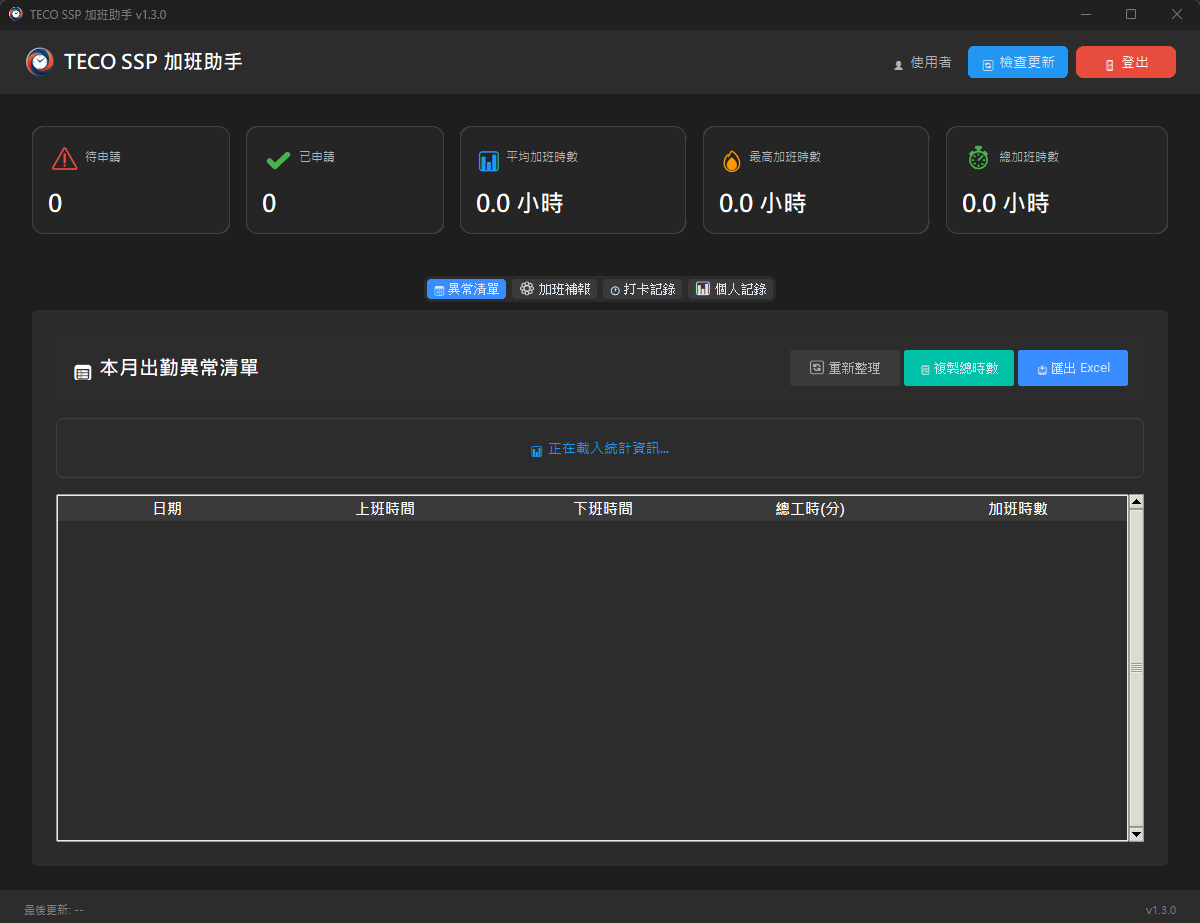 TECO SSP 加班助手 v1.3.0
TECO SSP 加班助手
使用者
檢查更新
登出
待申請
已申請
平均加班時數
最高加班時數
總加班時數
0
0
0.0 小時
0.0 小時
0.0 小時
異常清單
加班補報
打卡記錄
個人記錄
本月出勤異常清單
重新整理
複製總時數
匯出 Excel
正在載入統計資訊...
日期
上班時間
下班時間
總工時(分)
加班時數
最後更新: --
v1.3.0